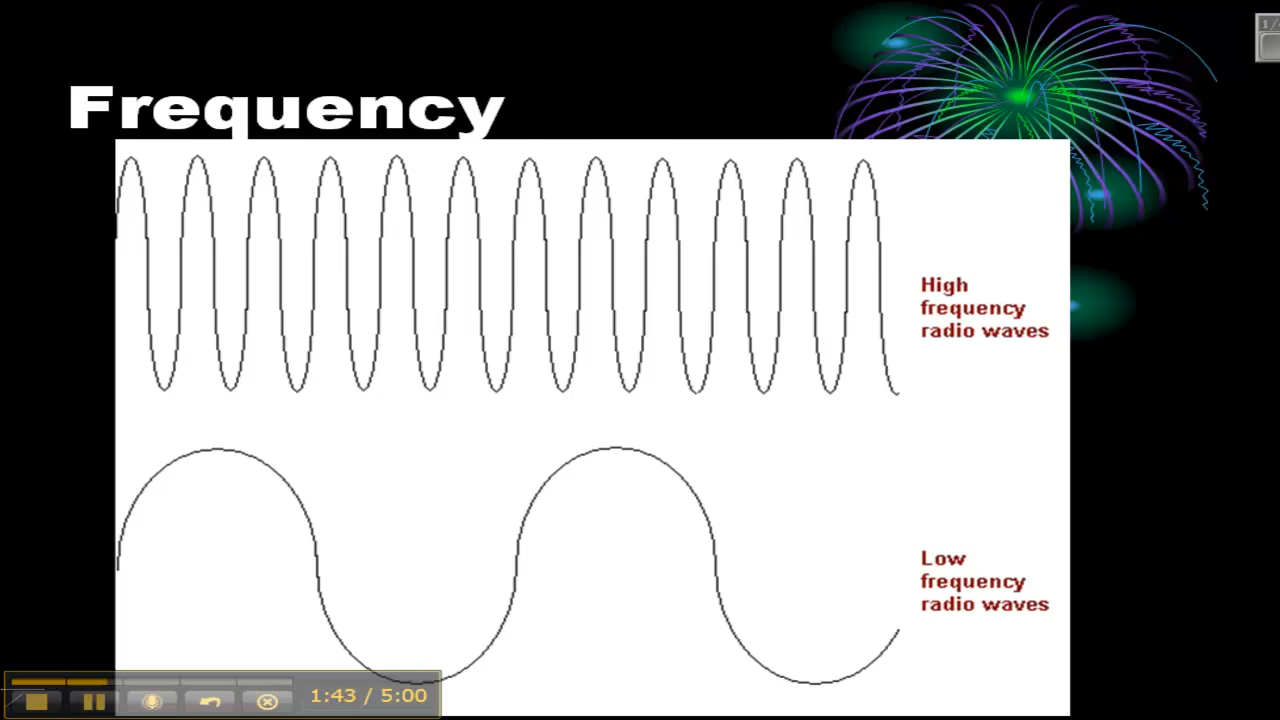 Frequency
High
frequency
radio waves
Low
frequency
radio waves
1:43 / 5:00